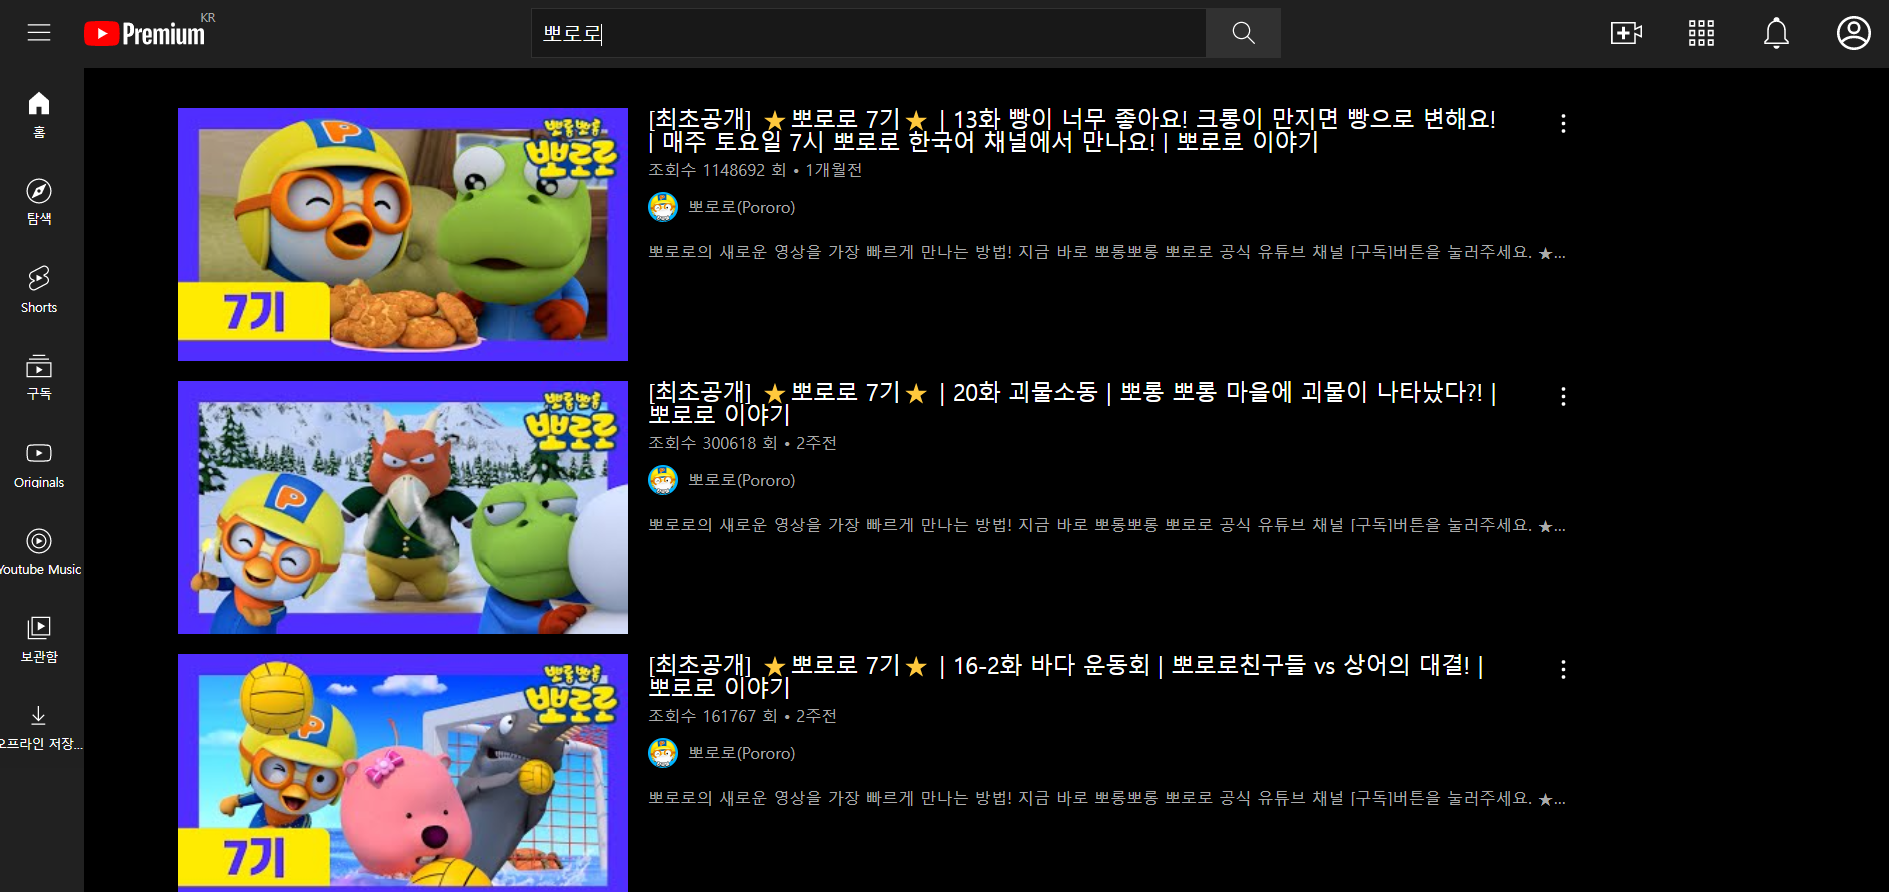 Premium KR
뽀로로
홈
탐색
Shorts
구독
Originals
Youtube Music
보관함
오프라인 저장...
뽀롱뽀롱
뽀로로
P
7기
[최초공개] ★뽀로로 7기★ | 13화 빵이 너무 좋아요! 크롱이 만지면 빵으로 변해요!
| 매주 토요일 7시 뽀로로 한국어 채널에서 만나요! | 뽀로로 이야기
조회수 1148692 회 • 1개월전
뽀로로(Pororo)
뽀로로의 새로운 영상을 가장 빠르게 만나는 방법! 지금 바로 뽀롱뽀롱 뽀로로 공식 유튜브 채널 [구독]버튼을 눌러주세요. ★...
뽀롱뽀롱
뽀로로
P
[최초공개] ★뽀로로 7기★ | 20화 괴물소동 | 뽀롱 뽀롱 마을에 괴물이 나타났다?! |
뽀로로 이야기
조회수 300618 회 • 2주전
뽀로로(Pororo)
뽀로로의 새로운 영상을 가장 빠르게 만나는 방법! 지금 바로 뽀롱뽀롱 뽀로로 공식 유튜브 채널 [구독]버튼을 눌러주세요. ★...
뽀롱뽀롱
뽀로로
P
7기
[최초공개] ★뽀로로 7기★ | 16-2화 바다 운동회 | 뽀로로친구들 vs 상어의 대결! |
뽀로로 이야기
조회수 161767 회 • 2주전
뽀로로(Pororo)
뽀로로의 새로운 영상을 가장 빠르게 만나는 방법! 지금 바로 뽀롱뽀롱 뽀로로 공식 유튜브 채널 [구독]버튼을 눌러주세요. ★...